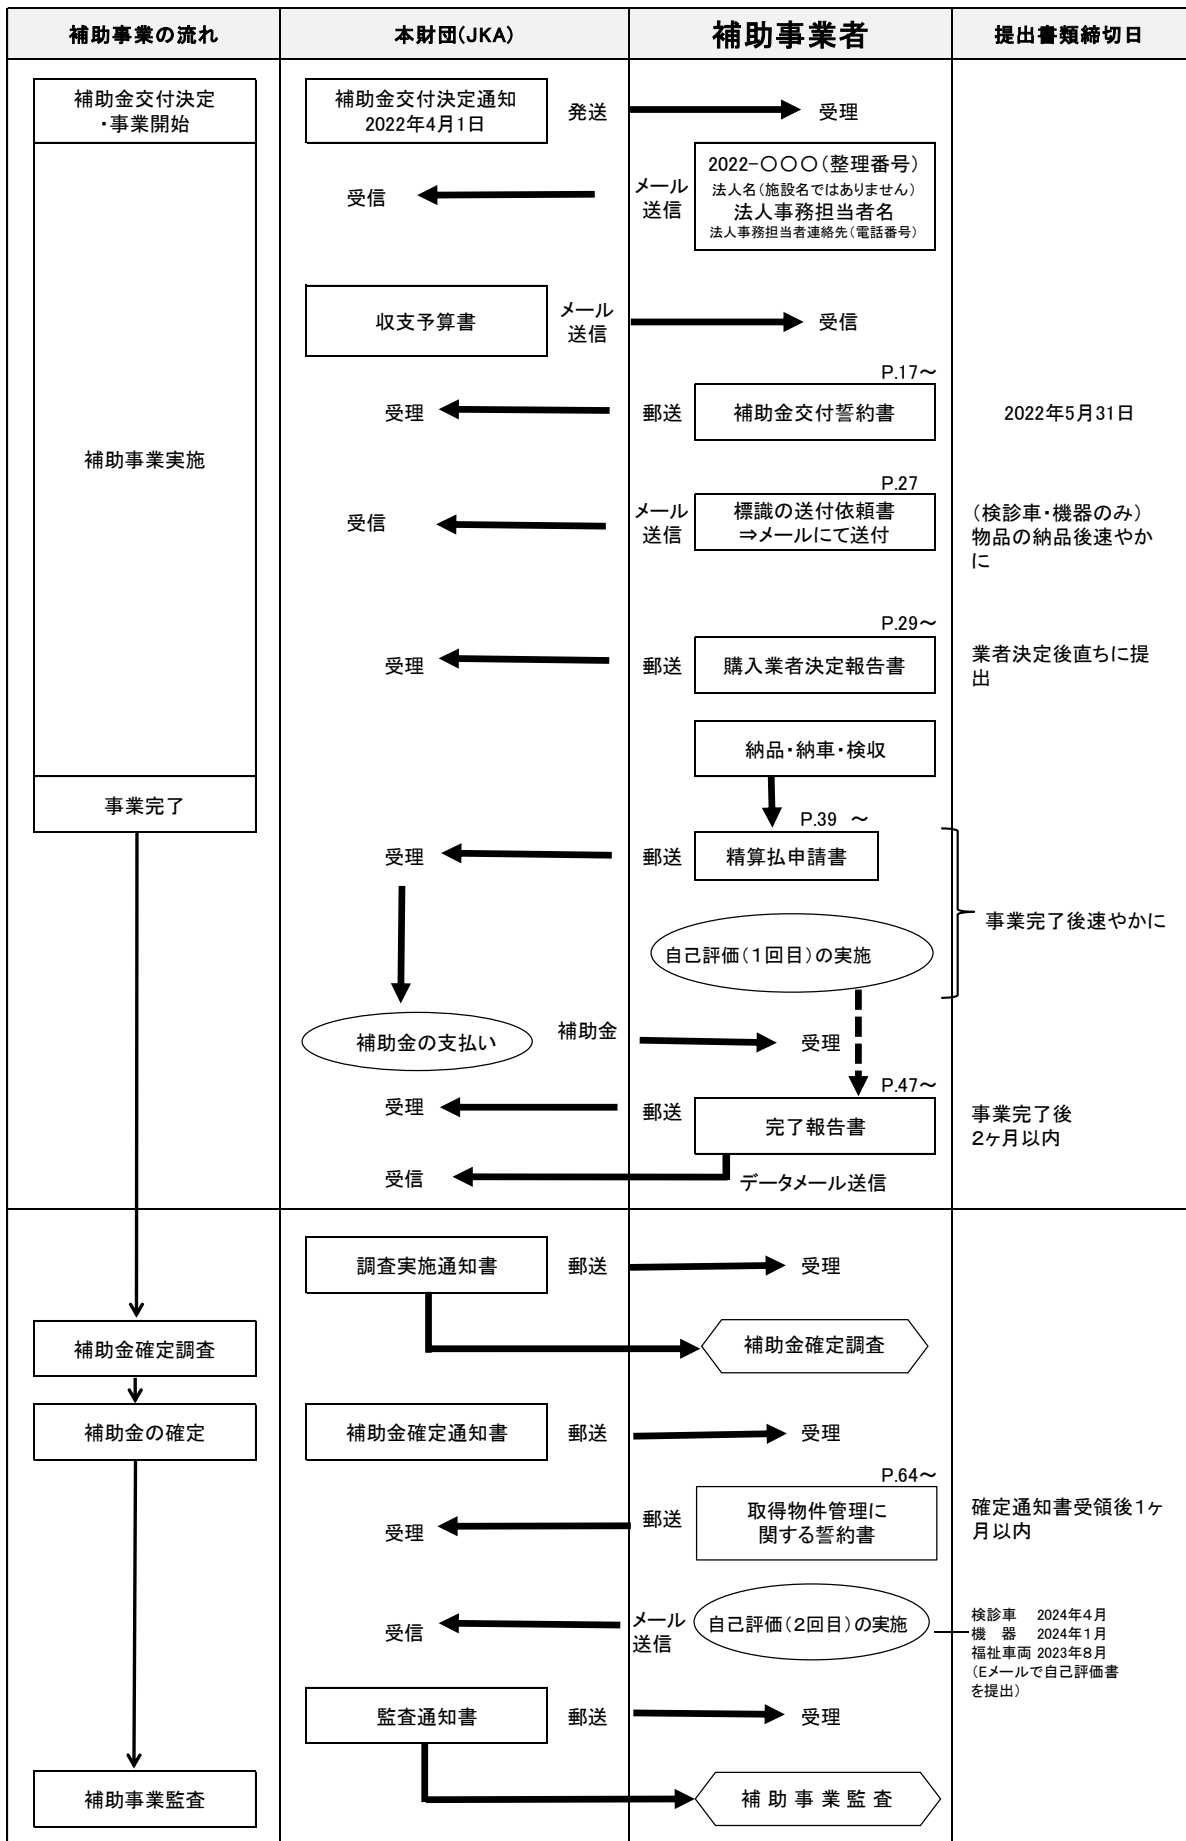 補助事業の流れ
本財団(JKA)
補助事業者
提出書類締切日
補助金交付決定
・事業開始
補助金交付決定通知
2022年4月1日
発送
受理
2022-〇〇〇（整理番号）
法人名（施設名ではありません）
法人事務担当者名
法人事務担当者連絡先（電話番号）
メール
送信
受信
収支予算書
メール
送信
受信
P.17～
受理
郵送
補助金交付誓約書
2022年5月31日
補助事業実施
P.27
受信
メール
送信
標識の送付依頼書
⇒メールにて送付
（検診車・機器のみ）
物品の納品後速やか
に
P.29～
受理
郵送
購入業者決定報告書
業者決定後直ちに提
出
納品・納車・検収
事業完了
P.39　～
受理
郵送
精算払申請書
事業完了後速やかに
自己評価（１回目）の実施
補助金の支払い
補助金
受理
P.47～
受理
郵送
完了報告書
事業完了後
２ヶ月以内
受信
データメール送信
調査実施通知書
郵送
受理
補助金確定調査
補助金確定調査
補助金の確定
補助金確定通知書
郵送
受理
P.64～
受理
郵送
取得物件管理に
関する誓約書
確定通知書受領後１ヶ
月以内
受信
メール
送信
自己評価（２回目）の実施
検診車　2024年４月
機　器　2024年１月
福祉車両 2023年８月
（Eメールで自己評価書
を提出）
監査通知書
郵送
受理
補助事業監査
補 助 事 業 監 査